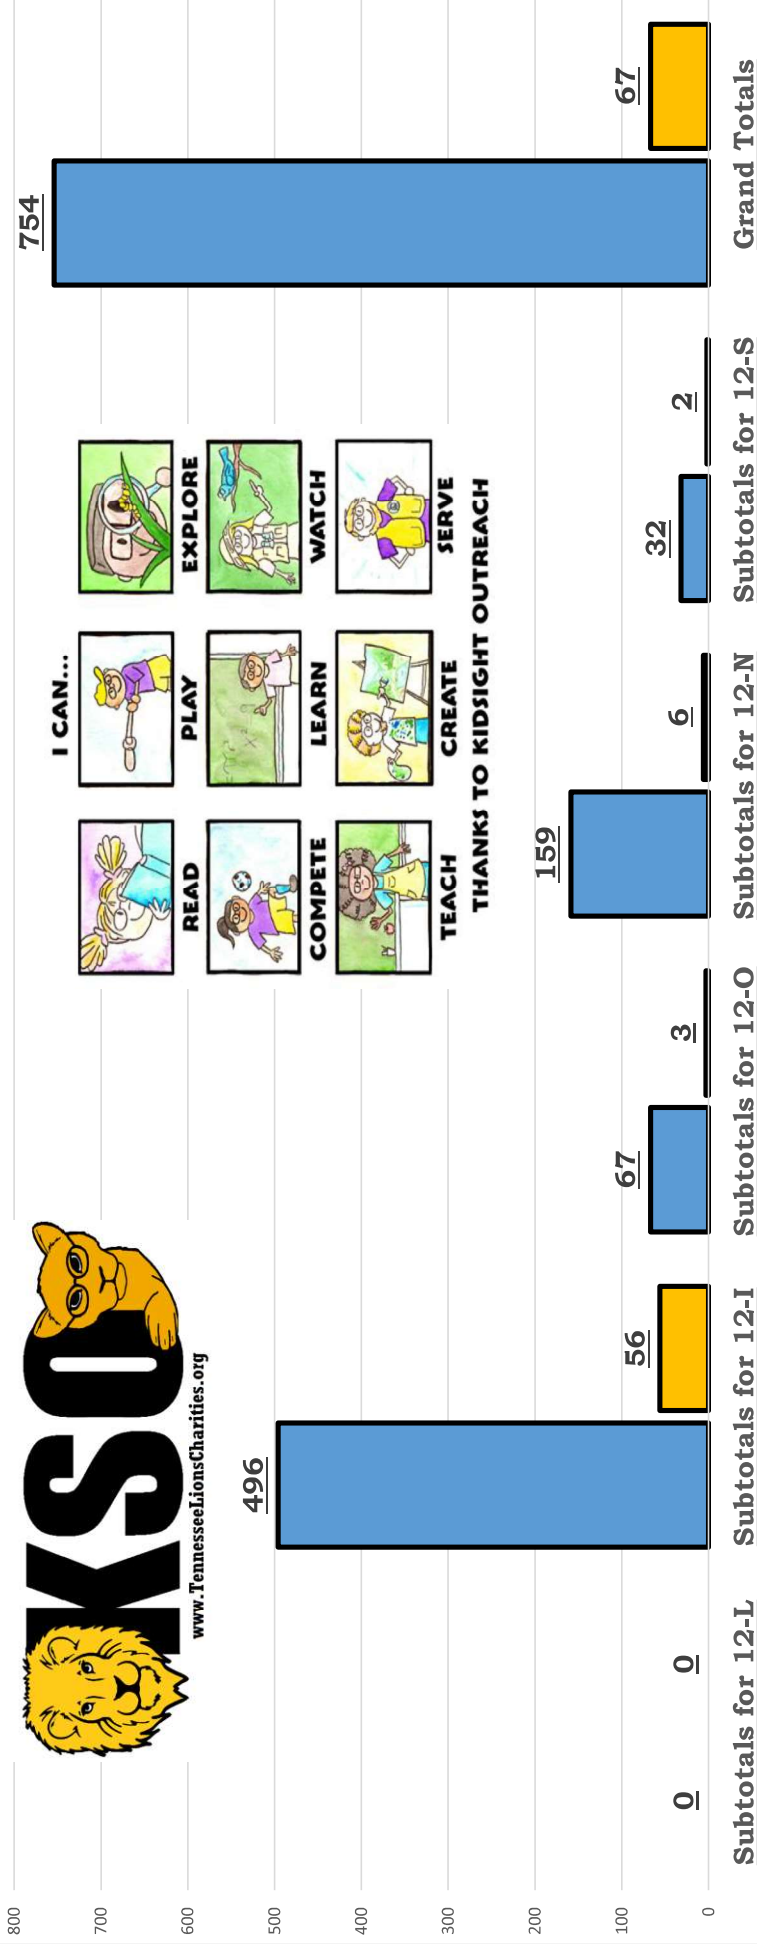 KSO
www.TennesseeLionsCharities.org
I CAN...
READ PLAY EXPLORE
COMPETE LEARN WATCH
TEACH CREATE SERVE
THANKS TO KIDSIGHT OUTREACH
800
700
600
500
400
300
200
100
0
0 0
496 56
67 3
159 6
32 2
754 67
Subtotals for 12-L Subtotals for 12-I Subtotals for 12-O Subtotals for 12-N Subtotals for 12-S Grand Totals